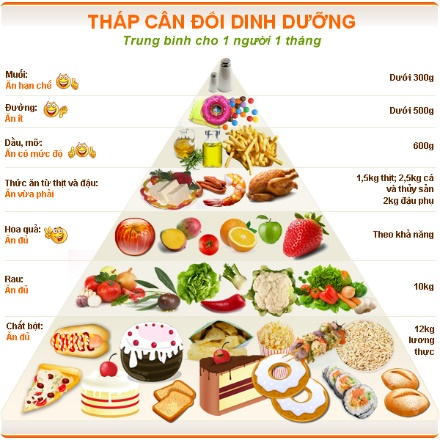 THÁP CÂN ĐỐI DINH DƯỠNG
Trung bình cho 1 người 1 tháng
Muối:
Ăn hạn chế
Dưới 300g
Đường:
Ăn ít
Dưới 500g
Dầu, mỡ:
Ăn có mức độ
600g
Thức ăn từ thịt và đậu:
Ăn vừa phải
1,5kg thịt; 2,5kg cá
và thủy sản
2kg đậu phụ
Hoa quả:
Ăn đủ
Theo khả năng
Rau:
Ăn đủ
10kg
Chất bột:
Ăn đủ
12kg
lương
thực